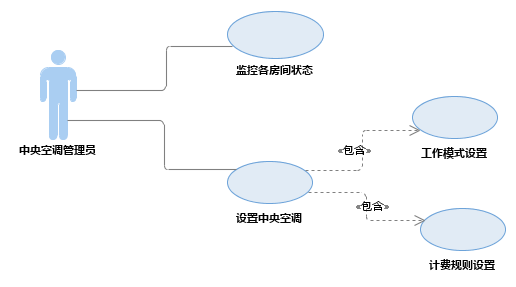 监控各房间状态
中央空调管理员
«包含»
工作模式设置
设置中央空调
«包含»
计费规则设置